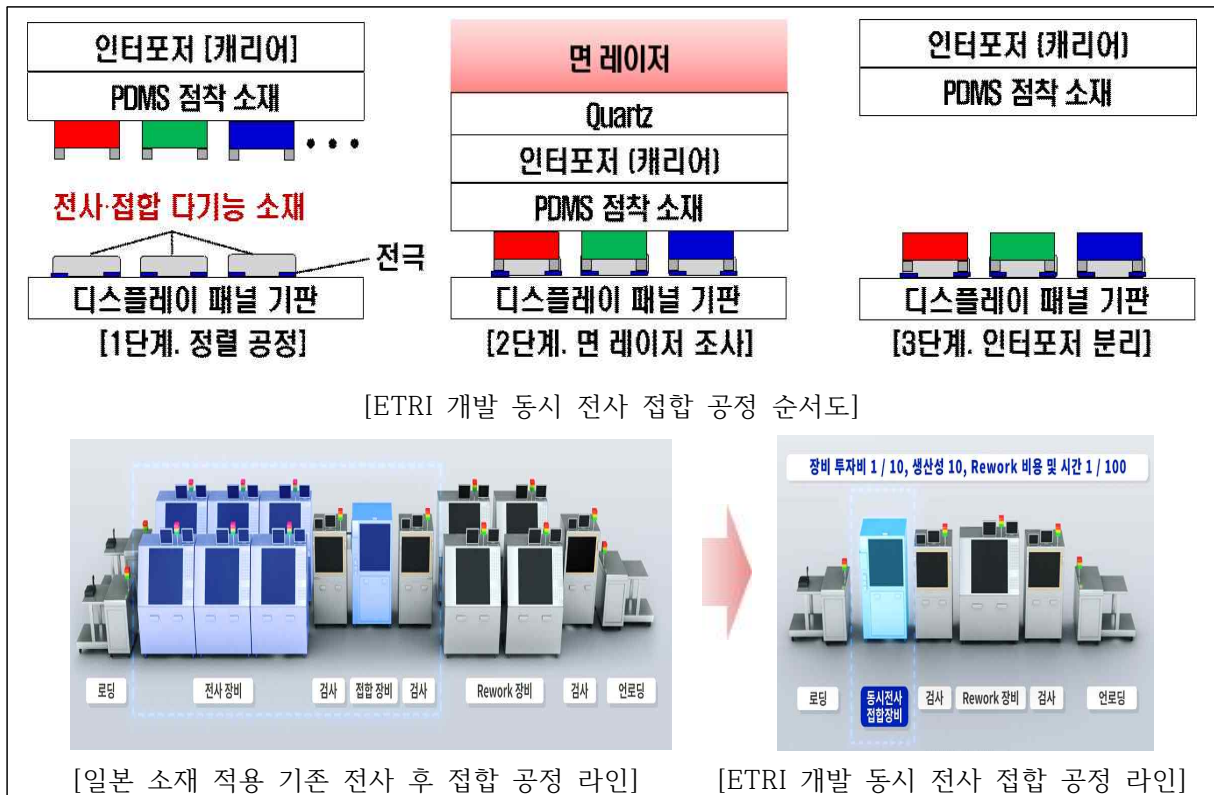 인터포저 [캐리어]
PDMS 점착 소재
전사·접합 다기능 소재
전극
디스플레이 패널 기판
[1단계. 정렬 공정]
면 레이저
Quartz
인터포저 (캐리어)
PDMS 점착 소재
디스플레이 패널 기판
[2단계. 면 레이저 조사]
인터포저 (캐리어)
PDMS 점착 소재
디스플레이 패널 기판
[3단계. 인터포저 분리]
[ETRI 개발 동시 전사 접합 공정 순서도]
로딩
전사 장비
검사
접합 장비
검사
Rework 장비
검사
언로딩
[일본 소재 적용 기존 전사 후 접합 공정 라인]
장비 투자비 1 / 10, 생산성 10, Rework 비용 및 시간 1 / 100
로딩
동시전사
접합장비
검사
Rework 장비
검사
언로딩
[ETRI 개발 동시 전사 접합 공정 라인]